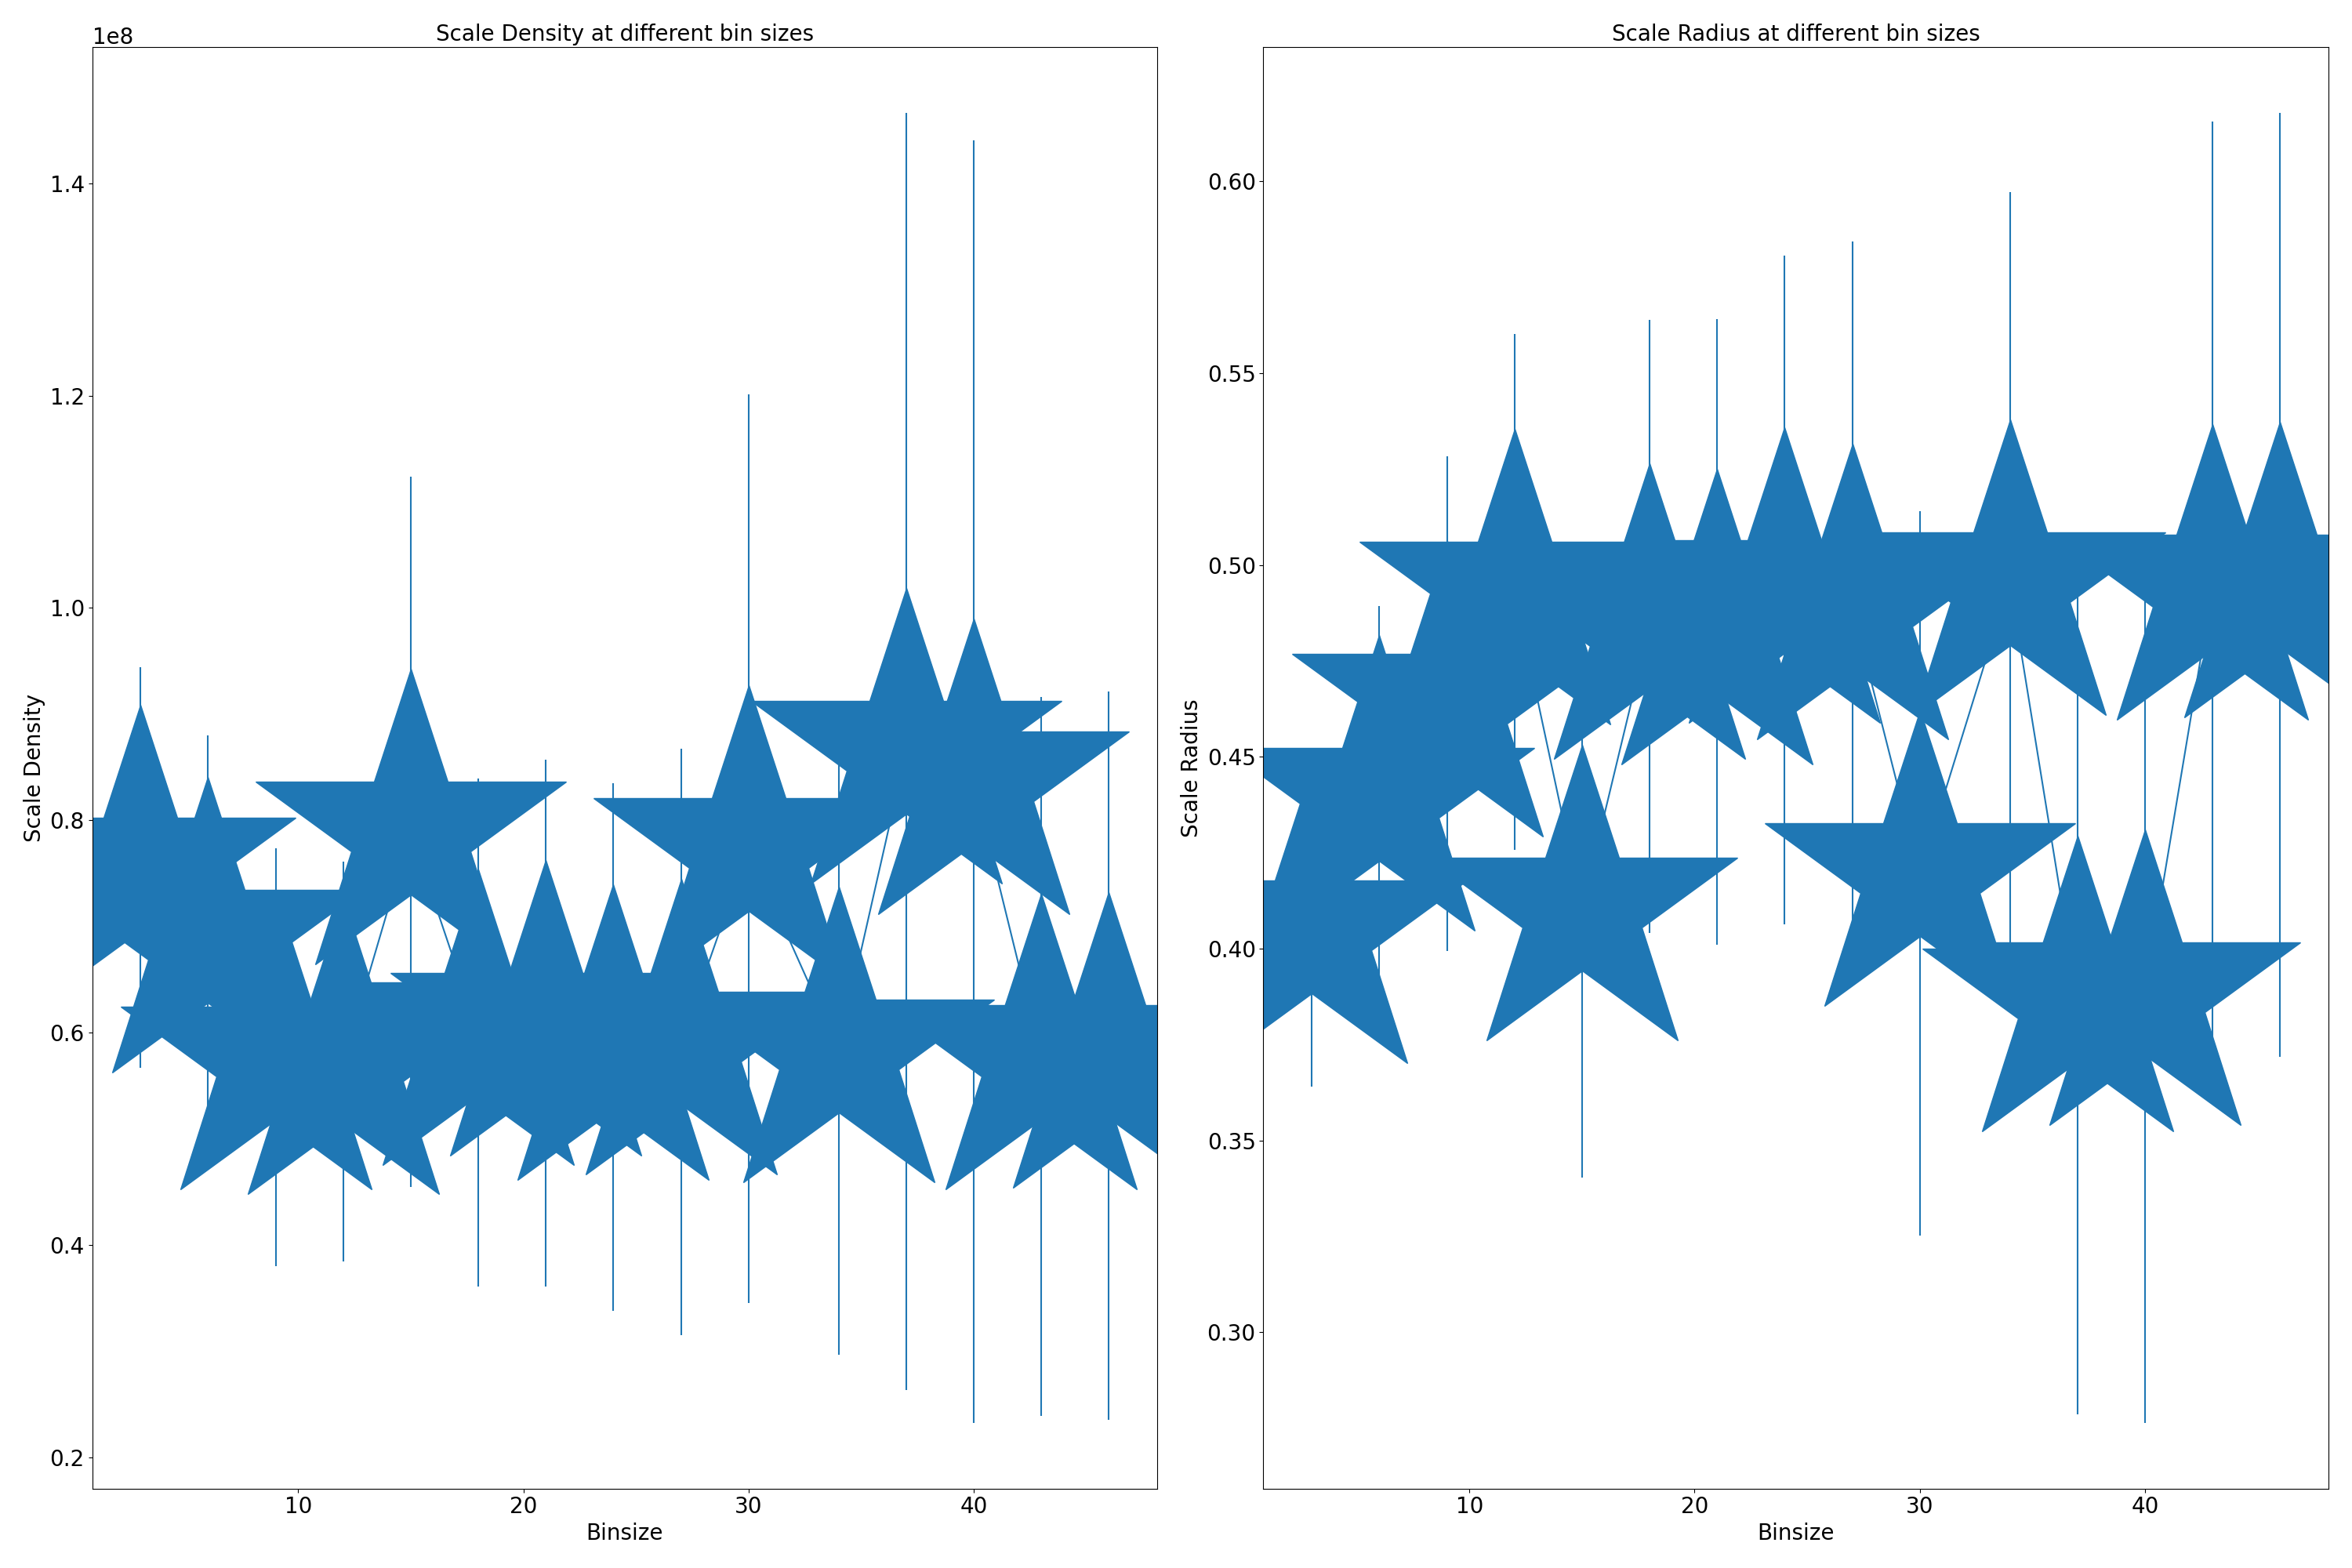 Scale Density at different bin sizes
1e8
1.4
1.2
1.0
0.8
0.6
0.4
0.2
Scale Density
10 20 30 40
Binsize
Scale Radius at different bin sizes
0.60
0.55
0.50
0.45
0.40
0.35
0.30
Scale Radius
10 20 30 40
Binsize